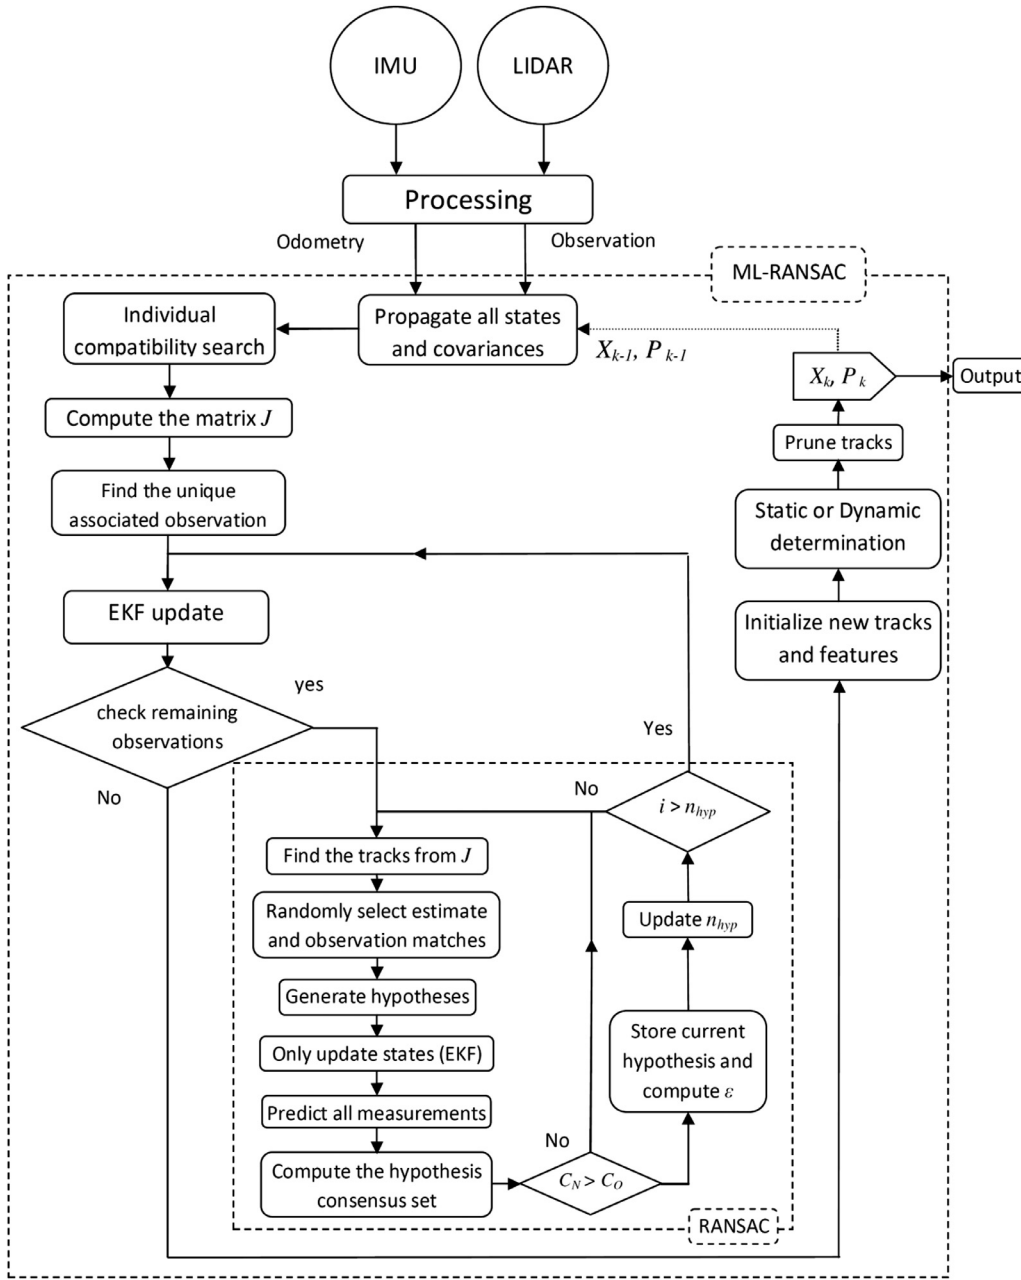 IMU
LIDAR
Processing
Odometry
Observation
ML-RANSAC
Individual
compatibility search
Propagate all states
and covariances
X_{k-1}, P_{k-1}
X_k, P_k
Output
Compute the matrix J
Prune tracks
Find the unique
associated observation
Static or Dynamic
determination
EKF update
Initialize new tracks
and features
check remaining
observations
yes
No
Yes
No
i > n_{hyp}
Find the tracks from J
Randomly select estimate
and observation matches
Update n_{hyp}
Generate hypotheses
Only update states (EKF)
Store current
hypothesis and
compute ε
Predict all measurements
Compute the hypothesis
consensus set
No
C_N > C_O
RANSAC